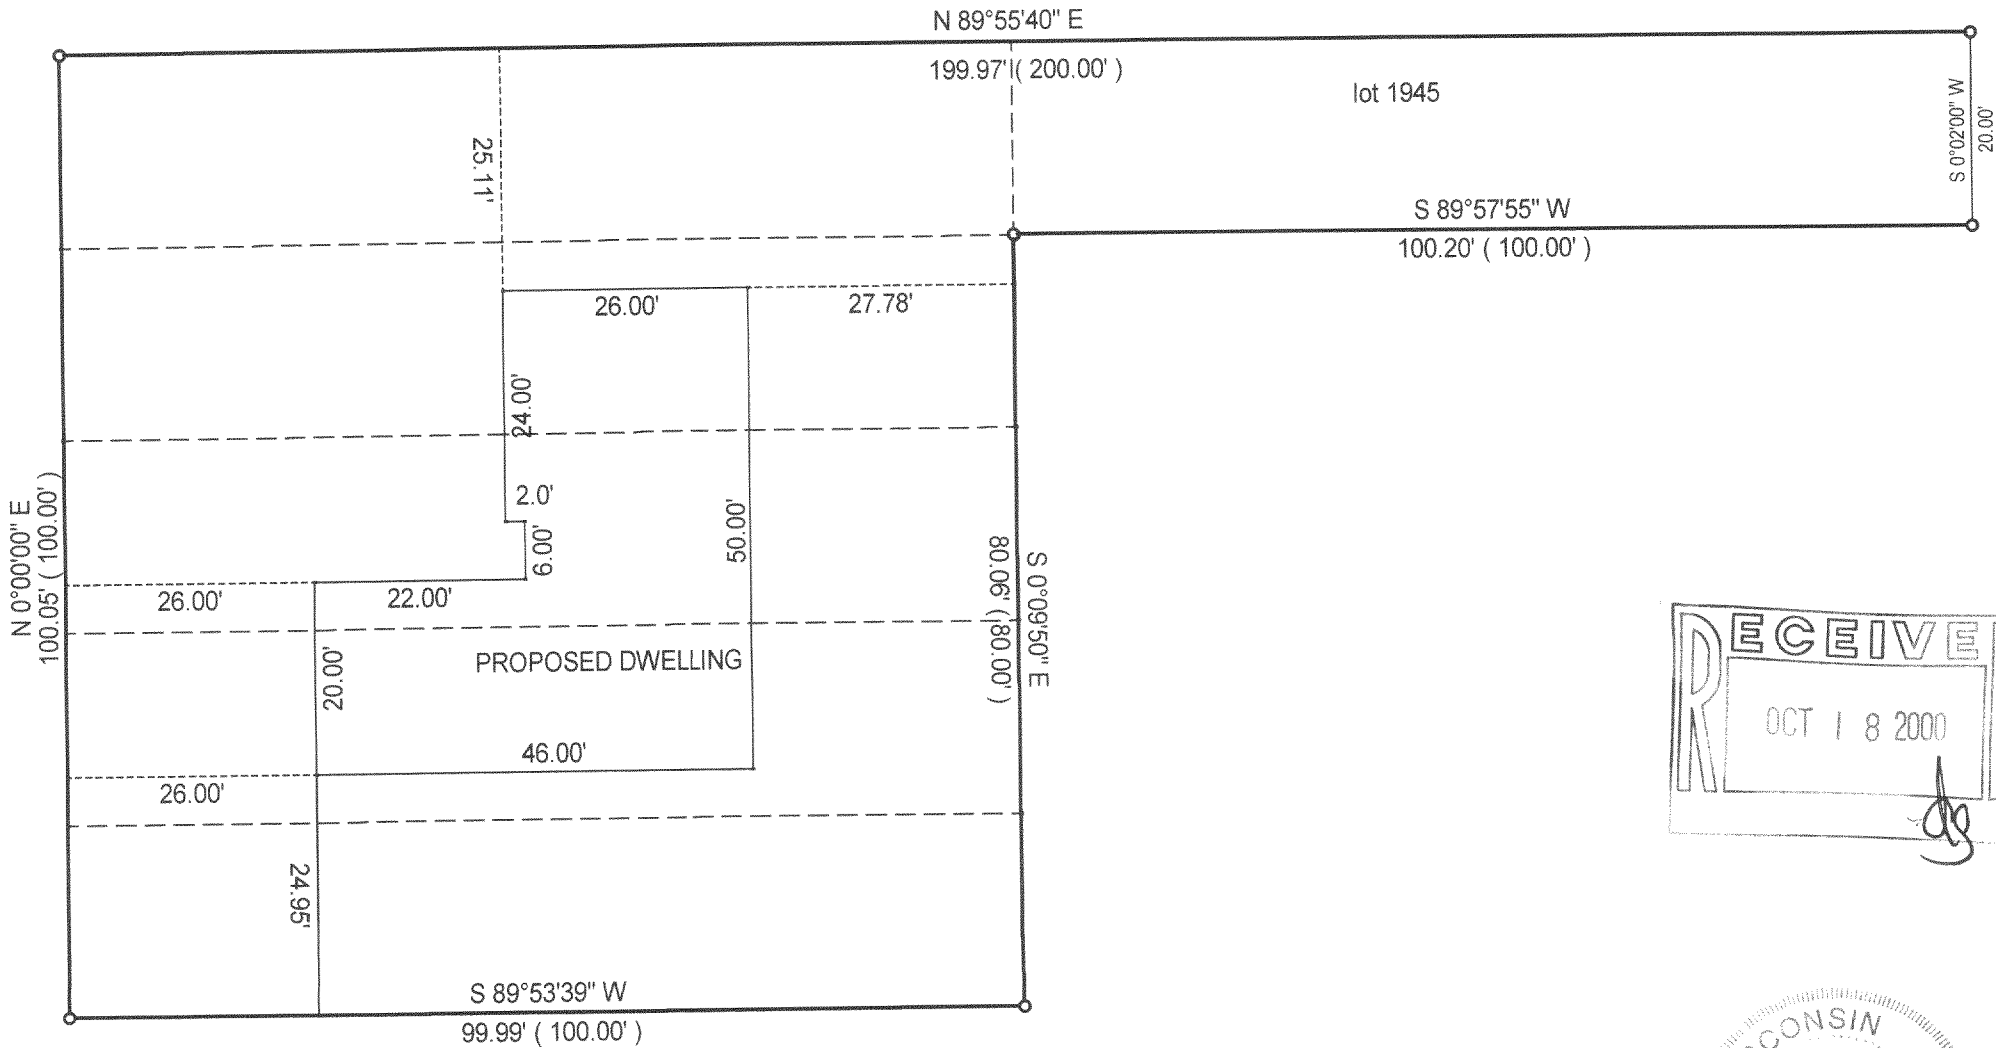 N 89°55'40" E
199.97' ( 200.00' )
lot 1945
S 0°02'00" W
20.00'
25.11'
S 89°57'55" W
100.20' ( 100.00' )
26.00'
27.78'
24.00'
2.0'
6.00'
50.00'
N 0°00'00" E
100.05' ( 100.00' )
80.06' ( 80.00' )
S 0°09'50" E
26.00'
22.00'
20.00'
PROPOSED DWELLING
46.00'
26.00'
24.95'
S 89°53'39" W
99.99' ( 100.00' )
RECEIVE
OCT 18 2000
CONSIN